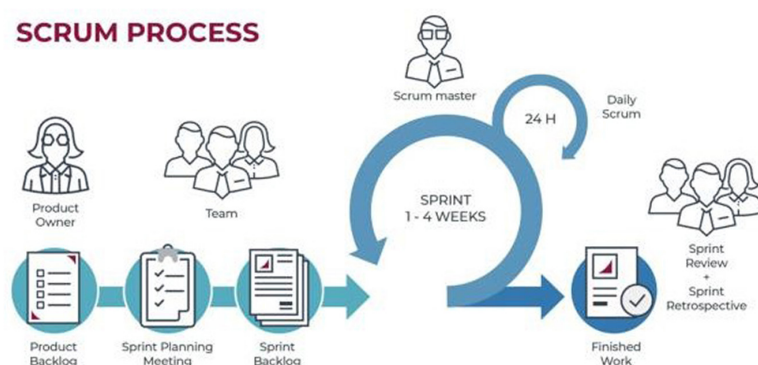 SCRUM PROCESS
Scrum master
Daily
Scrum
24 H
Product
Owner
Team
SPRINT
1 - 4 WEEKS
Sprint
Review
+
Sprint
Retrospective
Product
Backlog
Sprint Planning
Meeting
Sprint
Backlog
Finished
Work